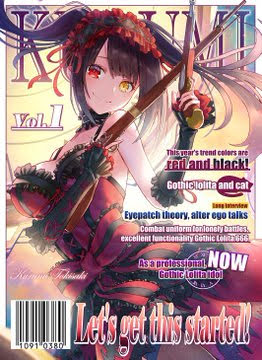 KURUMI
Vol.1
This year's trend colors are
red and black!
Gothic lolita and cat
Long Interview
Eyepatch theory, alter ego talks
Combat uniform for lonely battles,
excellent functionality Gothic Lolita 666
As a professional
Gothic Lolita Idol
NOW
Kurumi Tokisaki
Let's get this started!
1091 0380